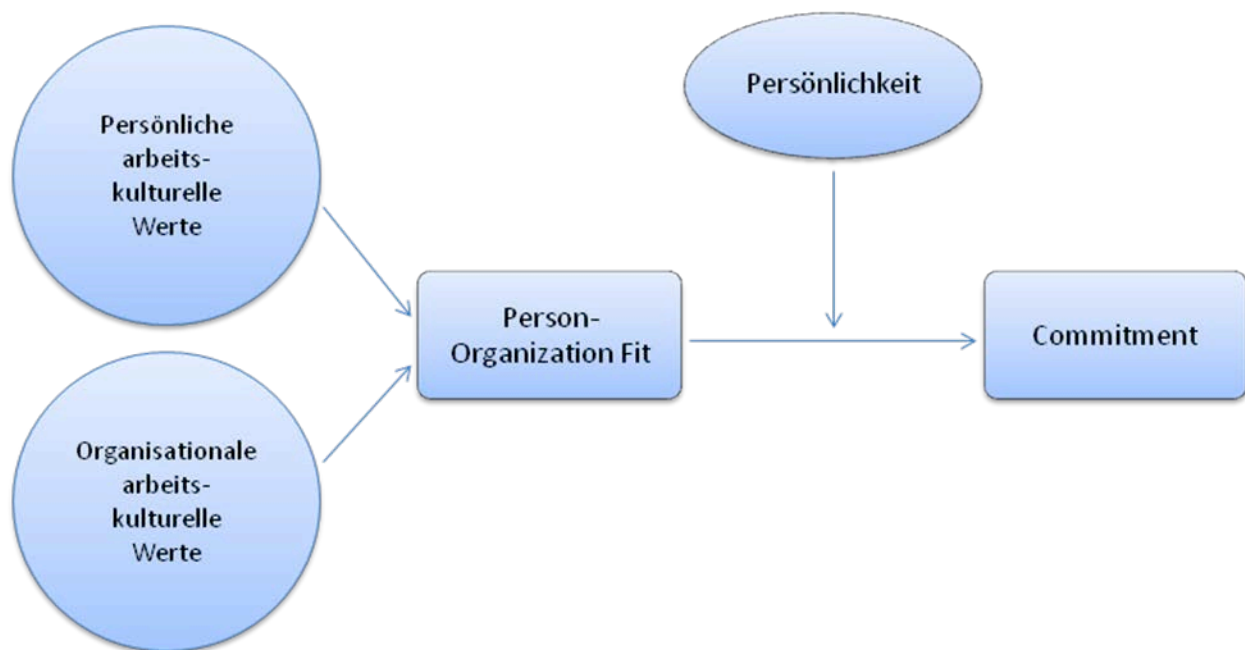 Persönliche
arbeits-
kulturelle
Werte
Persönlichkeit
Person-
Organization Fit
Commitment
Organisationale
arbeits-
kulturelle
Werte